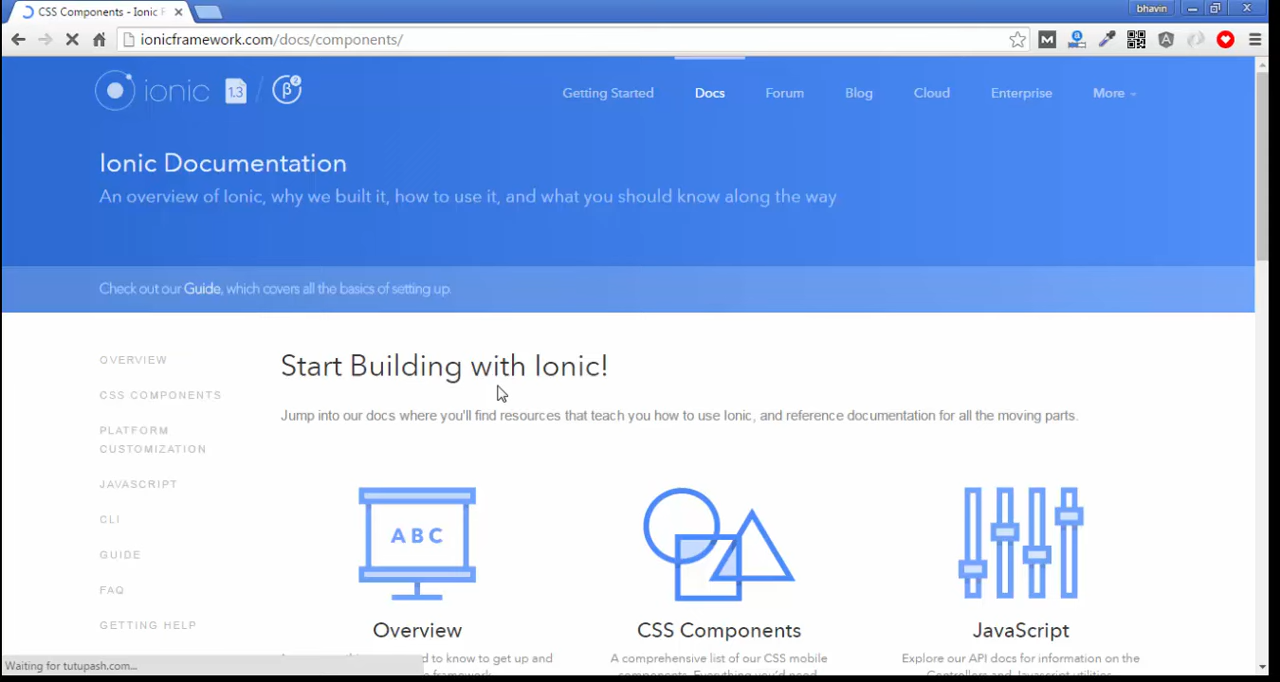 CSS Components - Ionic F
bhavin
ionicframework.com/docs/components/
ionic 1.3 / β 2
Getting Started Docs Forum Blog Cloud Enterprise More
Ionic Documentation
An overview of Ionic, why we built it, how to use it, and what you should know along the way
Check out our Guide, which covers all the basics of setting up.
OVERVIEW
CSS COMPONENTS
PLATFORM
CUSTOMIZATION
JAVASCRIPT
CLI
GUIDE
FAQ
GETTING HELP
Start Building with Ionic!
Jump into our docs where you'll find resources that teach you how to use Ionic, and reference documentation for all the moving parts.
ABC
Overview
CSS Components
JavaScript
d to know to get up and
A comprehensive list of our CSS mobile
Explore our API docs for information on the
Waiting for tutupash.com...